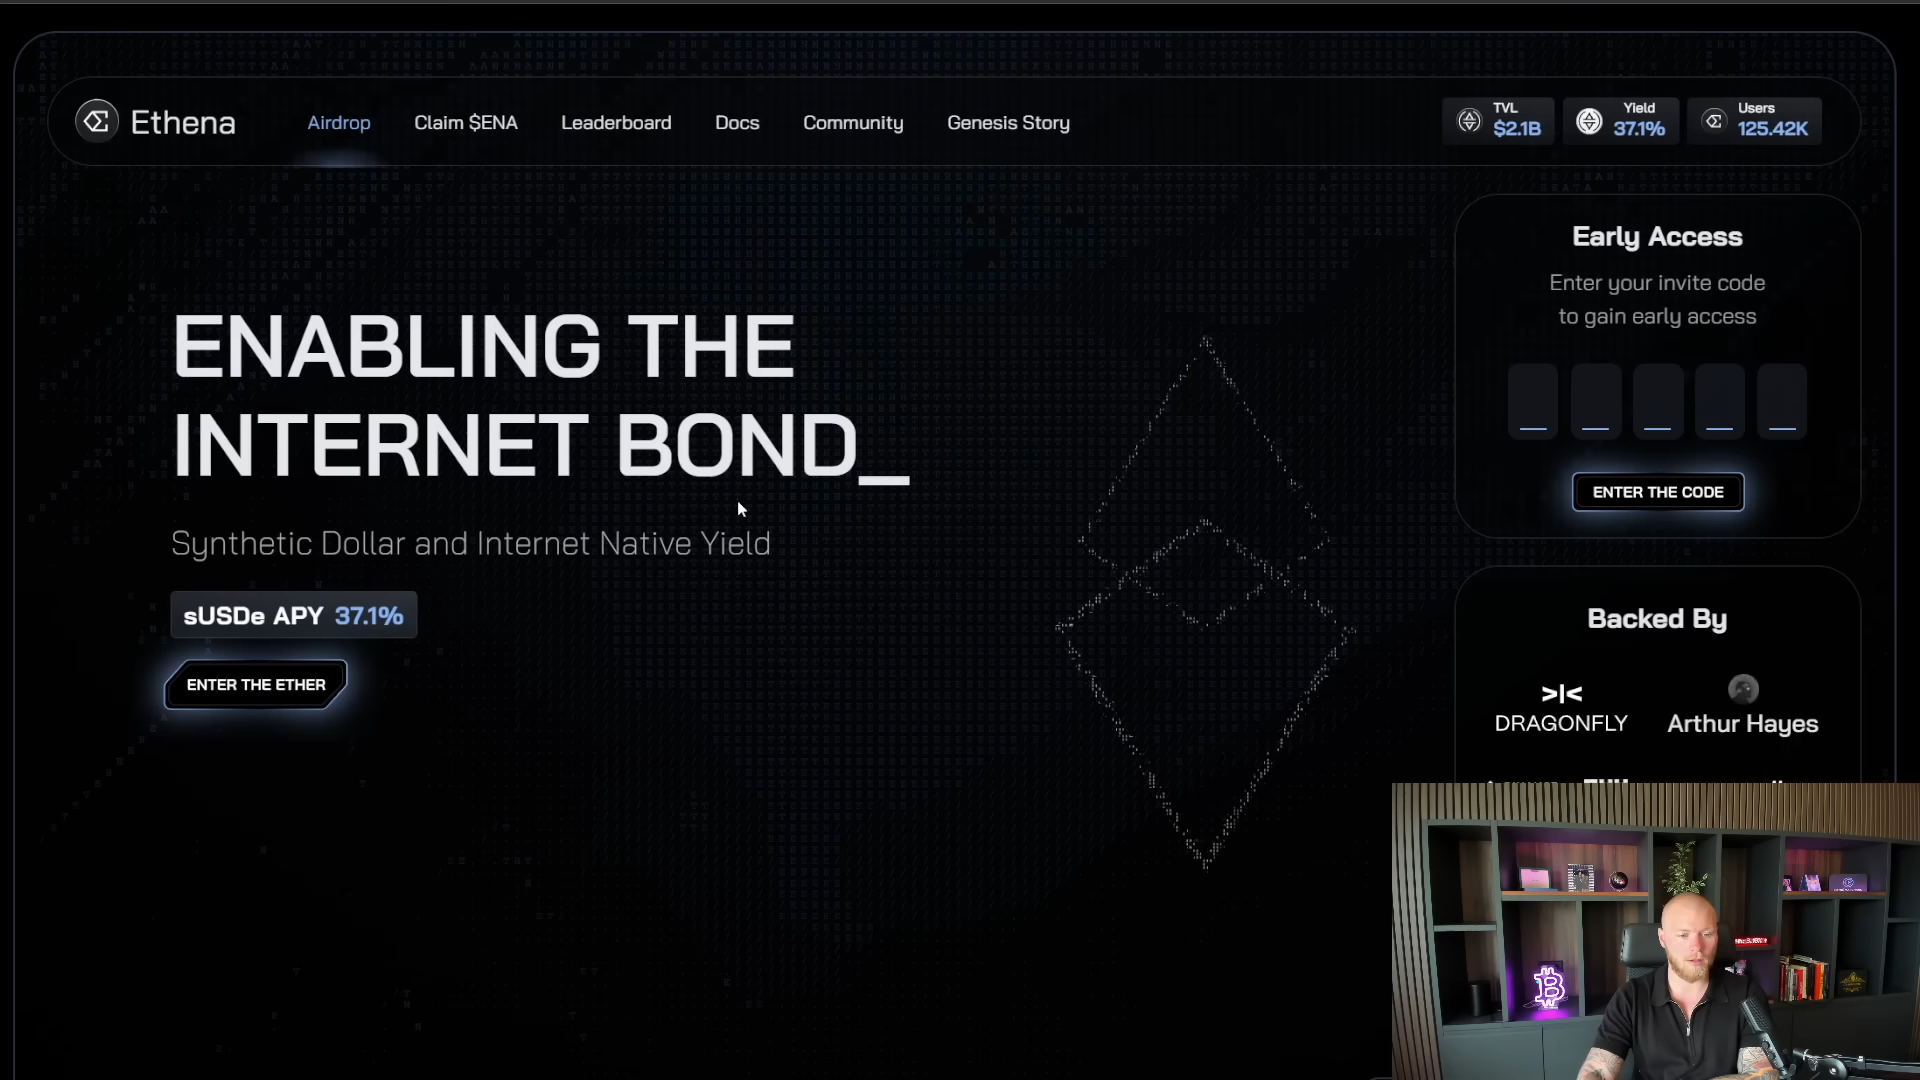 Ethena
Airdrop
Claim $ENA
Leaderboard
Docs
Community
Genesis Story
TVL
$2.1B
Yield
37.1%
Users
125.42K
ENABLING THE
INTERNET BOND_
Synthetic Dollar and Internet Native Yield
sUSDe APY 37.1%
ENTER THE ETHER
Early Access
Enter your invite code
to gain early access
ENTER THE CODE
Backed By
DRAGONFLY
Arthur Hayes